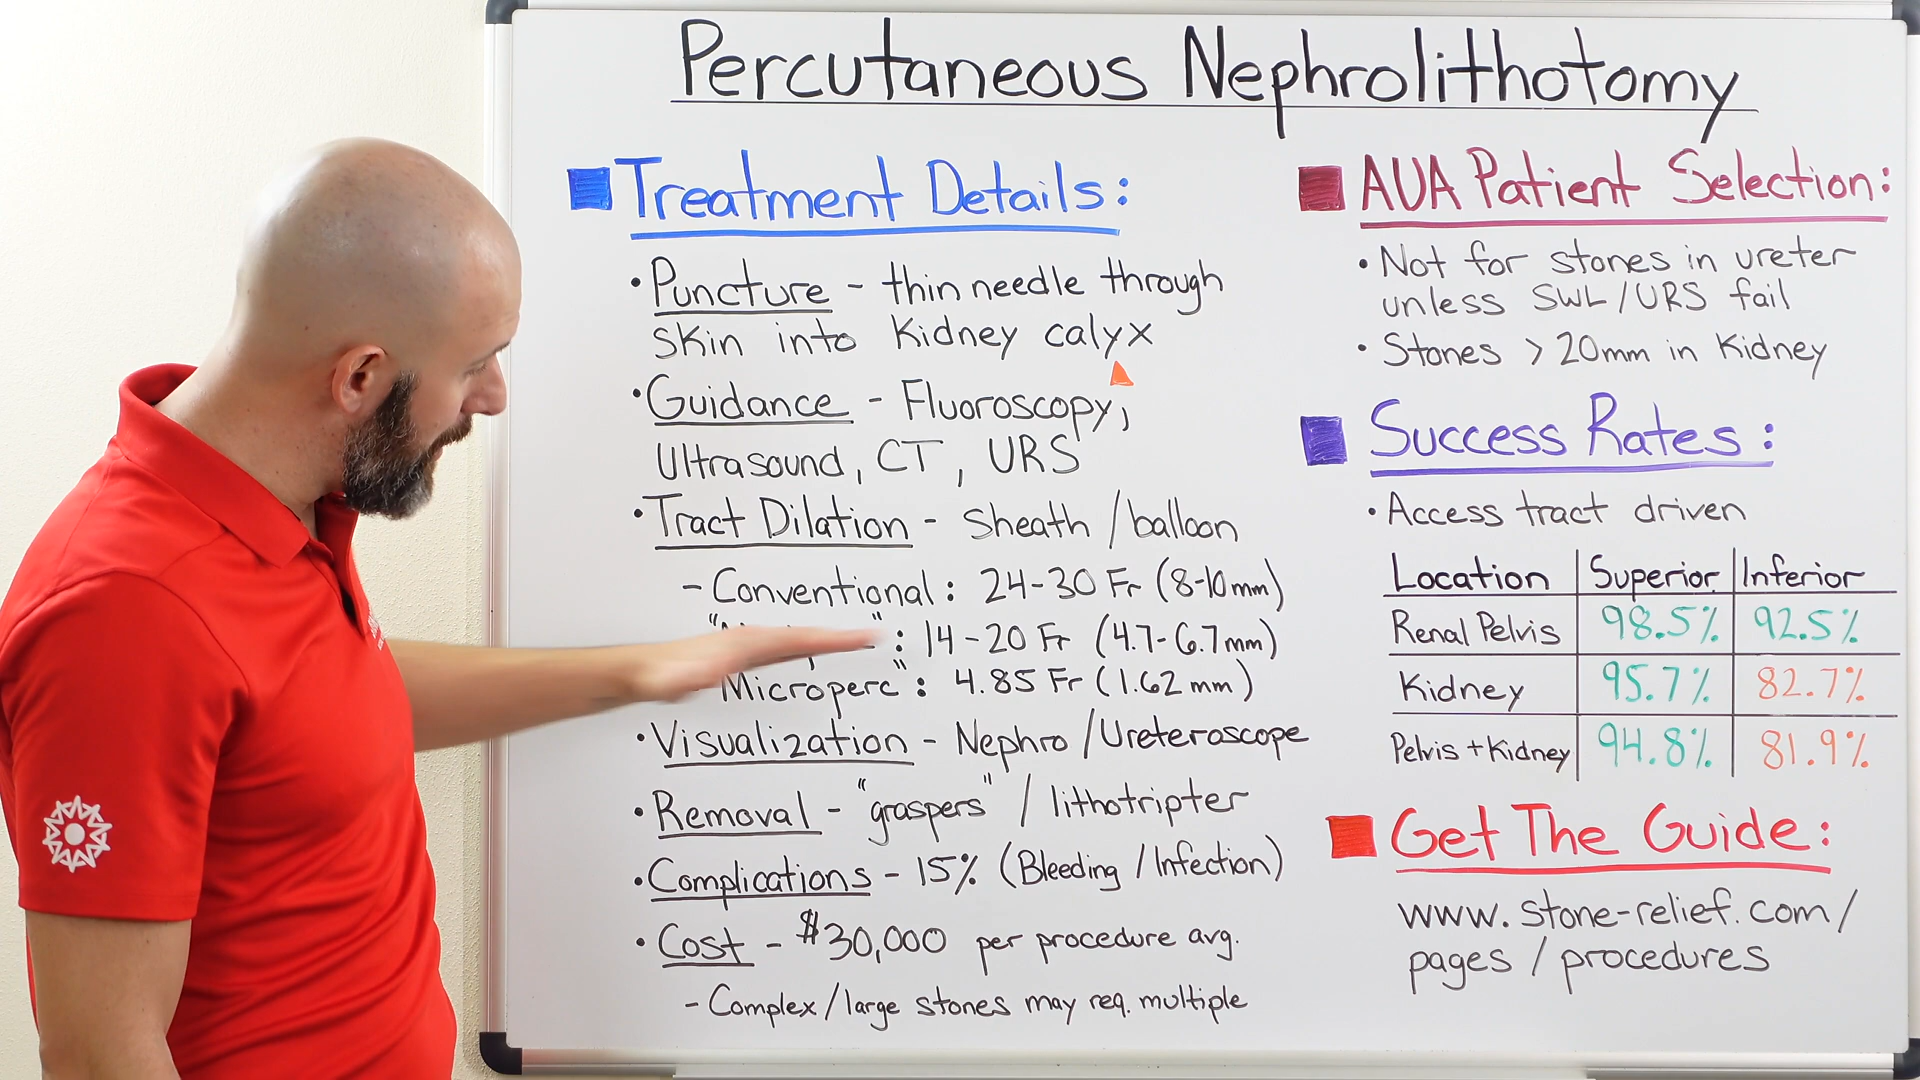 Percutaneous Nephrolithotomy
Treatment Details:
• Puncture - thin needle through
skin into Kidney calyx
• Guidance - Fluoroscopy,
Ultrasound, CT, URS
• Tract Dilation - Sheath / balloon
- Conventional: 24-30 Fr (8-10mm)
": 14-20 Fr (4.7-6.7mm)
"Microperc": 4.85 Fr (1.62mm)
• Visualization - Nephro/Ureteroscope
• Removal - "graspers" / lithotripter
• Complications - 15% (Bleeding / Infection)
• Cost - $30,000 per procedure avg.
- Complex/large stones may req. multiple
AUA Patient Selection:
• Not for stones in ureter
unless SWL/URS fail
• Stones > 20mm in Kidney
Success Rates:
• Access tract driven
Location Superior Inferior
Renal Pelvis 98.5% 92.5%
Kidney 95.7% 82.7%
Pelvis + Kidney 94.8% 81.9%
Get The Guide:
www.stone-relief.com/
pages/procedures